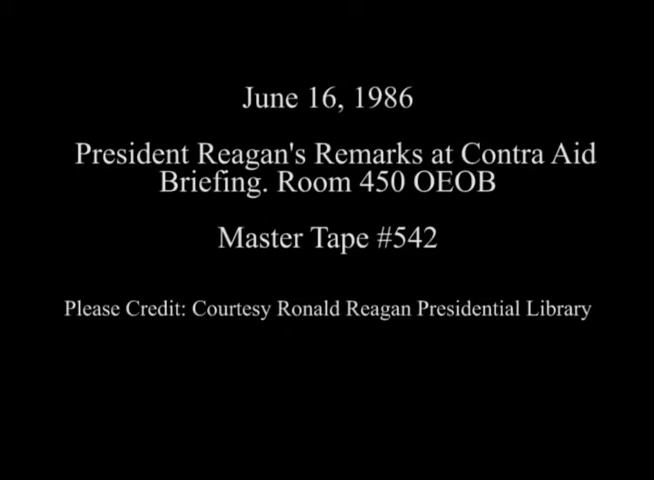 June 16, 1986
President Reagan's Remarks at Contra Aid
Briefing. Room 450 OEOB
Master Tape #542
Please Credit: Courtesy Ronald Reagan Presidential Library